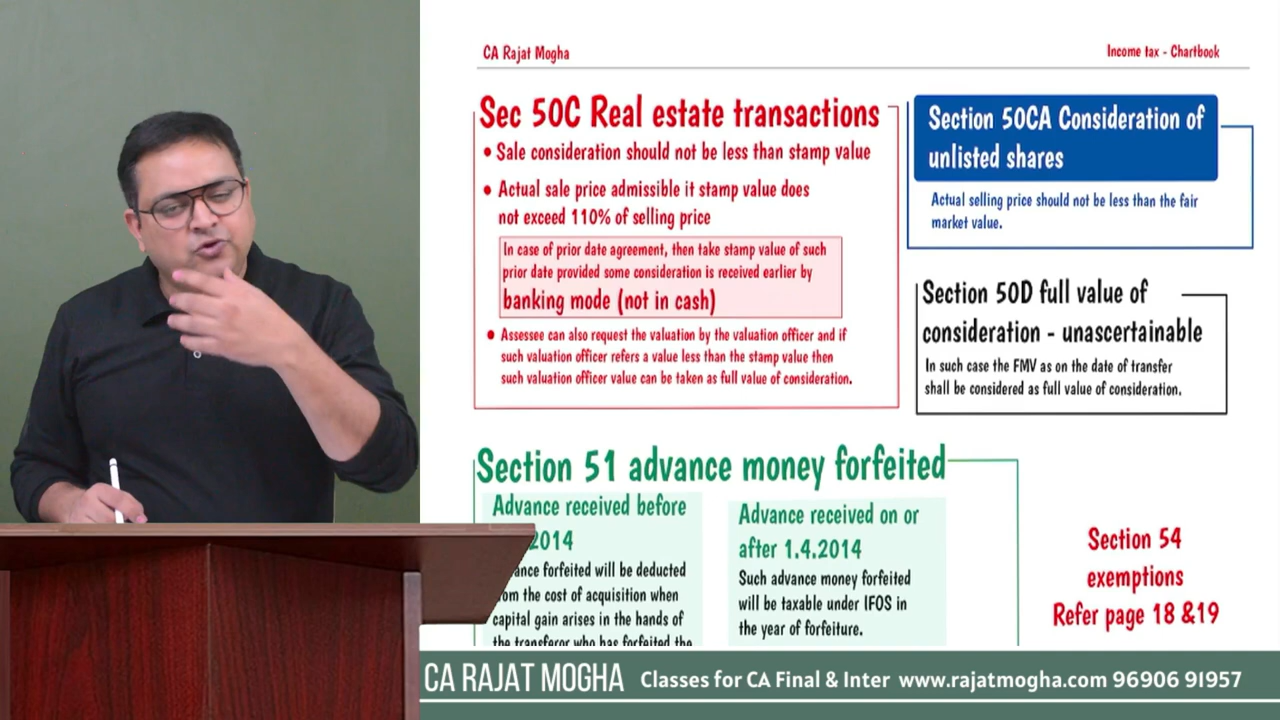 CA Rajat Mogha
Income tax - Chartbook
Sec 50C Real estate transactions
• Sale consideration should not be less than stamp value
• Actual sale price admissible it stamp value does
not exceed 110% of selling price
In case of prior date agreement, then take stamp value of such
prior date provided some consideration is received earlier by
banking mode (not in cash)
• Assessee can also request the valuation by the valuation officer and if
such valuation officer refers a value less than the stamp value then
such valuation officer value can be taken as full value of consideration.
Section 50CA Consideration of
unlisted shares
Actual selling price should not be less than the fair
market value.
Section 50D full value of
consideration - unascertainable
In such case the FMV as on the date of transfer
shall be considered as full value of consideration.
Section 51 advance money forfeited
Advance received before
2014
forfeited will be deducted
the cost of acquisition when
capital gain arises in the hands of
the transferor who has forfeited the
Advance received on or
after 1.4.2014
Such advance money forfeited
will be taxable under IFOS in
the year of forfeiture.
Section 54
exemptions
Refer page 18 &19
CA RAJAT MOGHA Classes for CA Final & Inter www.rajatmogha.com 96906 91957